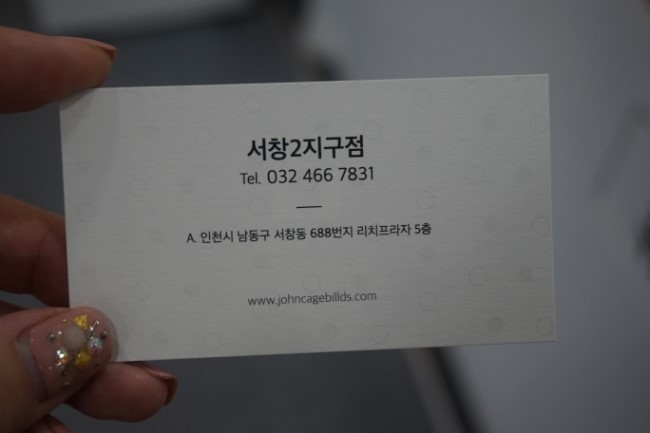 서창2지구점
Tel. 032 466 7831
A. 인천시 남동구 서창동 688번지 리치프라자 5층
www.johncagebillds.com